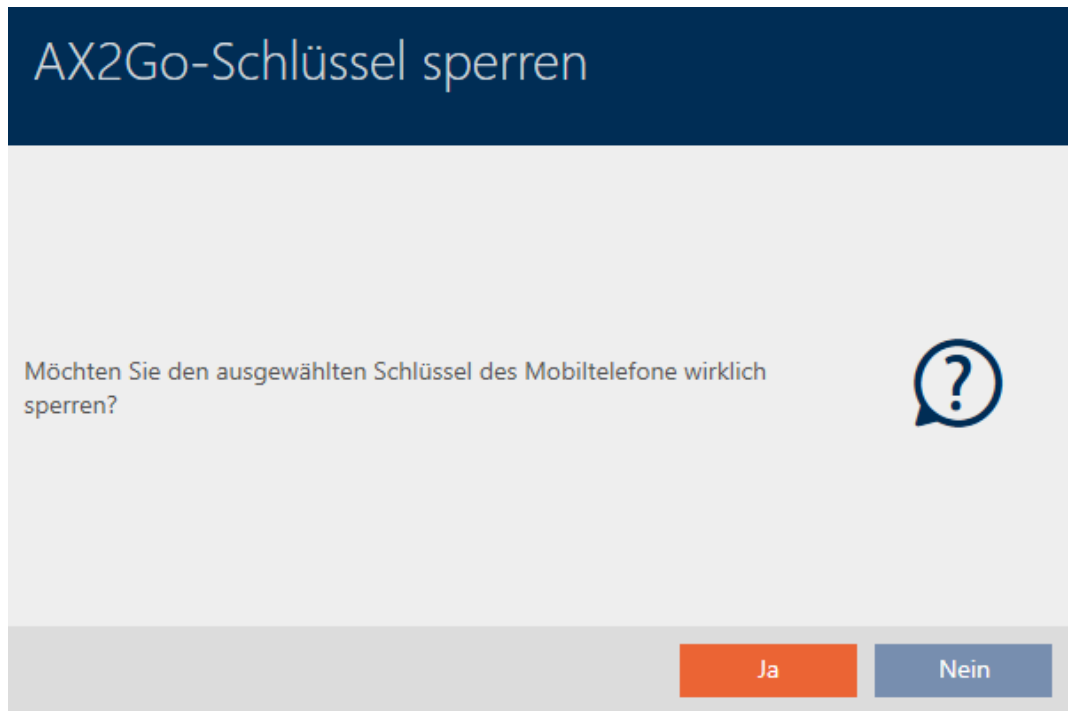 AX2Go-Schlüssel sperren
Möchten Sie den ausgewählten Schlüssel des Mobiltelefone wirklich
sperren?
?
Ja
Nein